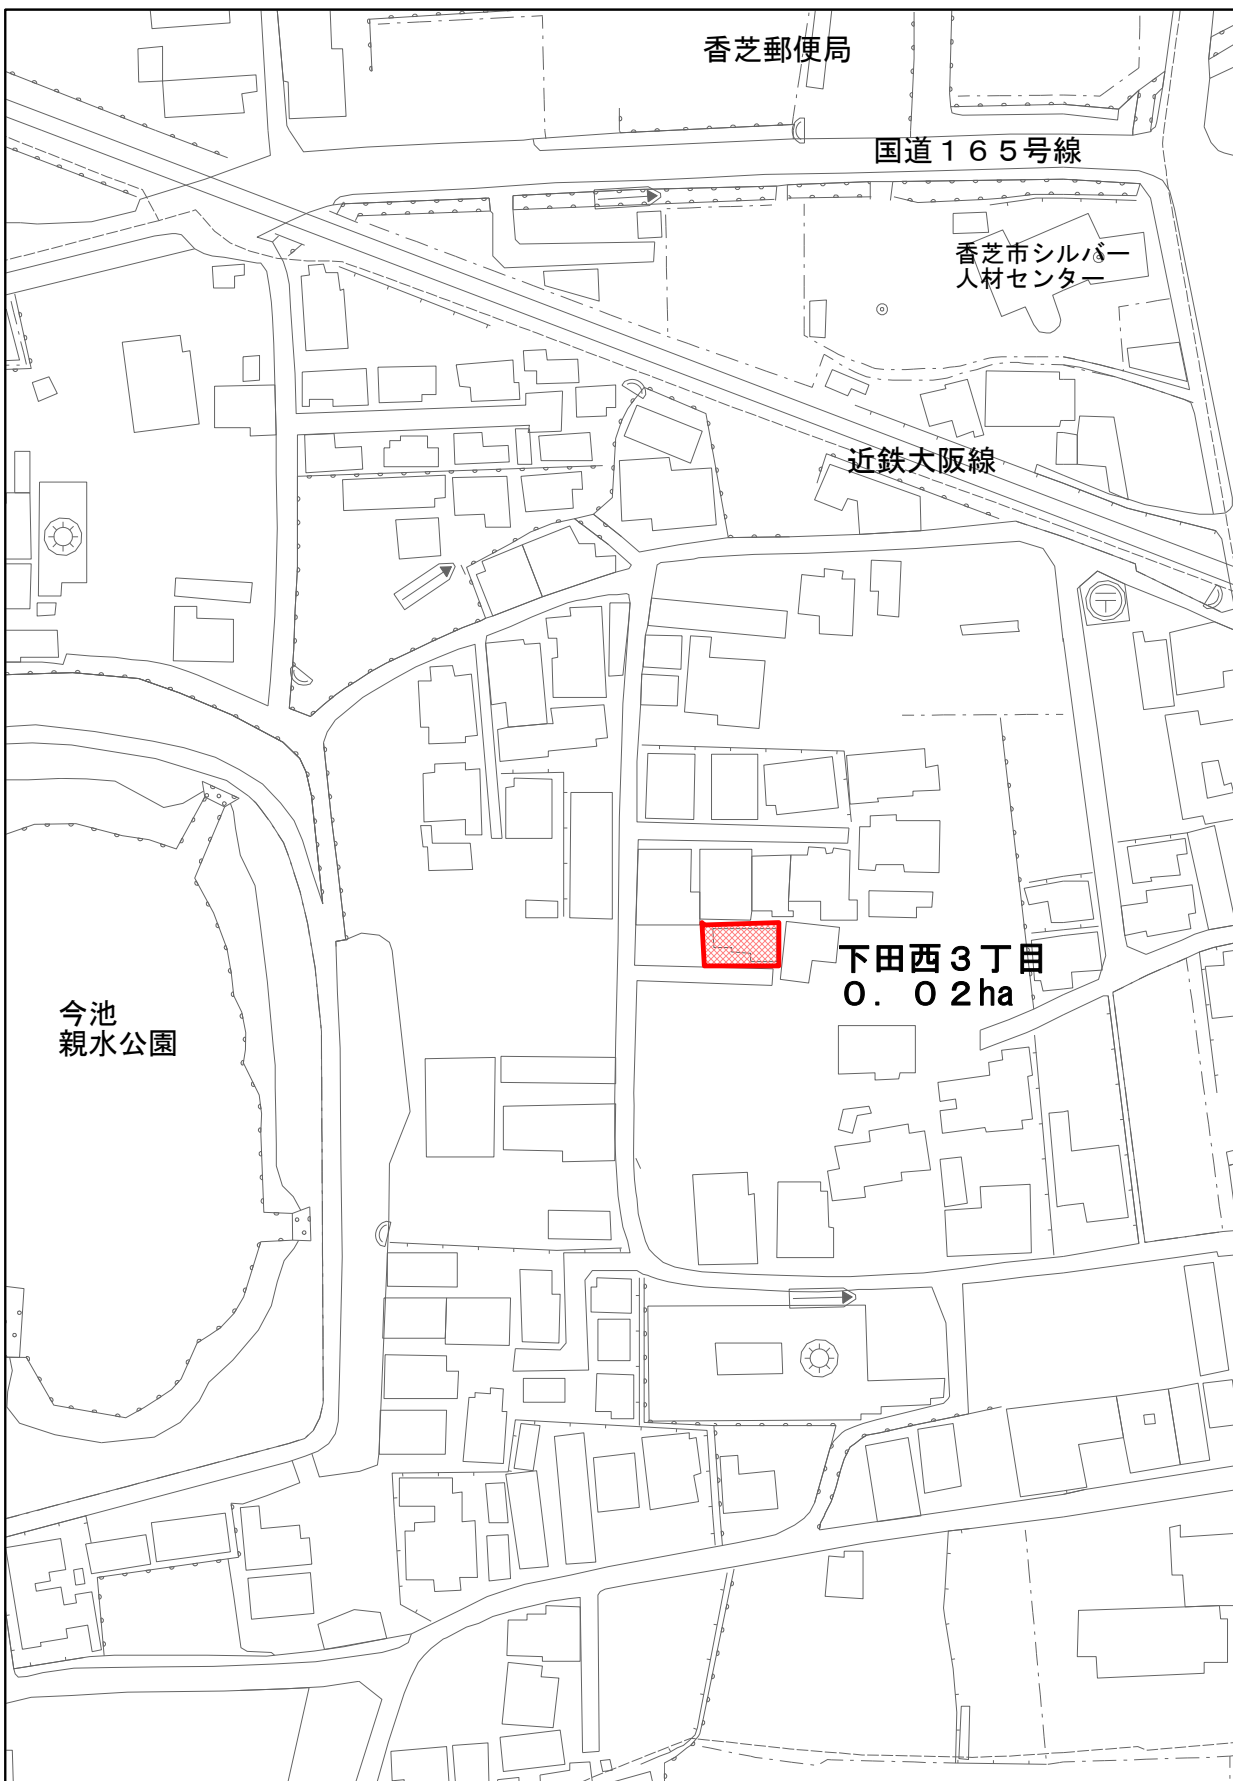 香芝郵便局
国道１６５号線
香芝市シルバー
人材センター
近鉄大阪線
下田西３丁目
０．０２ha
今池
親水公園